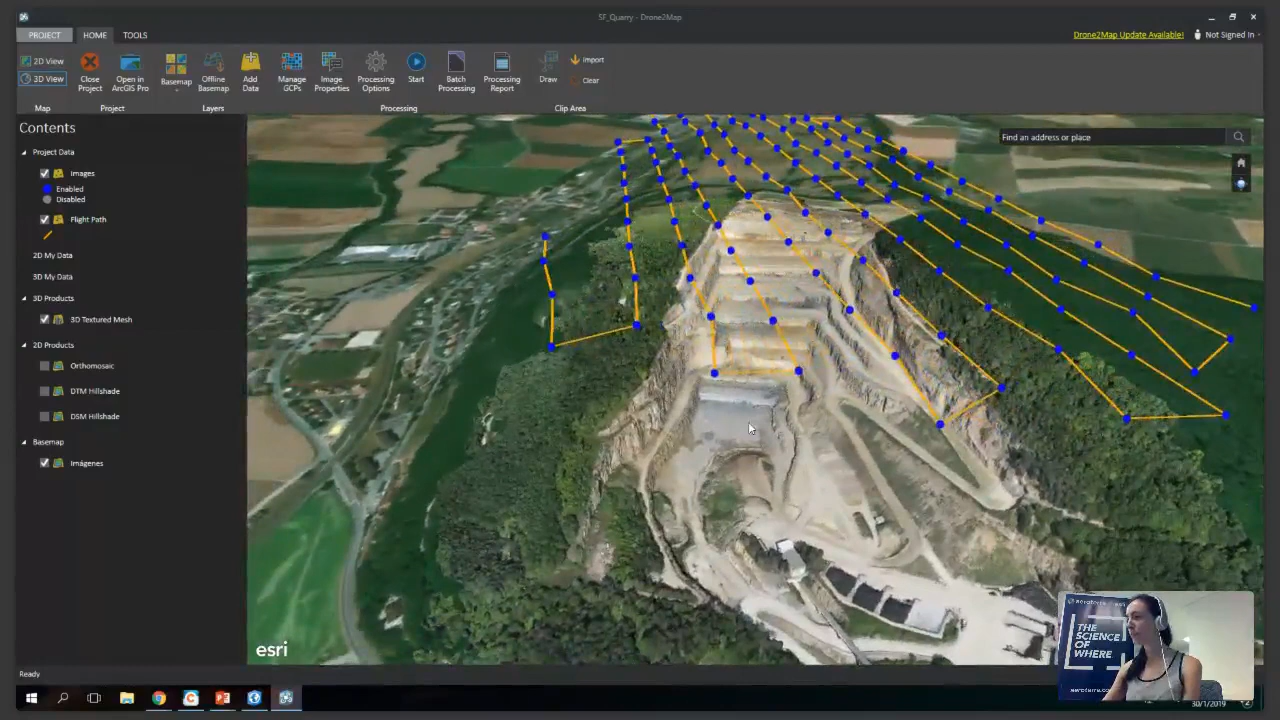 SF_Quarry - Drone2Map
PROJECT HOME TOOLS
Drone2Map Update Available! Not Signed In
2D View
3D View
Close Project
Open in ArcGIS Pro
Basemap
Offline Basemap
Add Data
Manage GCPs
Image Properties
Processing Options
Start
Batch Processing
Processing Report
Draw
Import
Clear
Map Project Layers Processing Clip Area
Contents
Find an address or place
Project Data
Images
Enabled
Disabled
Flight Path
2D My Data
3D My Data
3D Products
3D Textured Mesh
2D Products
Orthomosaic
DTM Hillshade
DSM Hillshade
Basemap
Imágenes
esri
THE
SCIENCE
OF
WHERE
Ready
30/1/2019